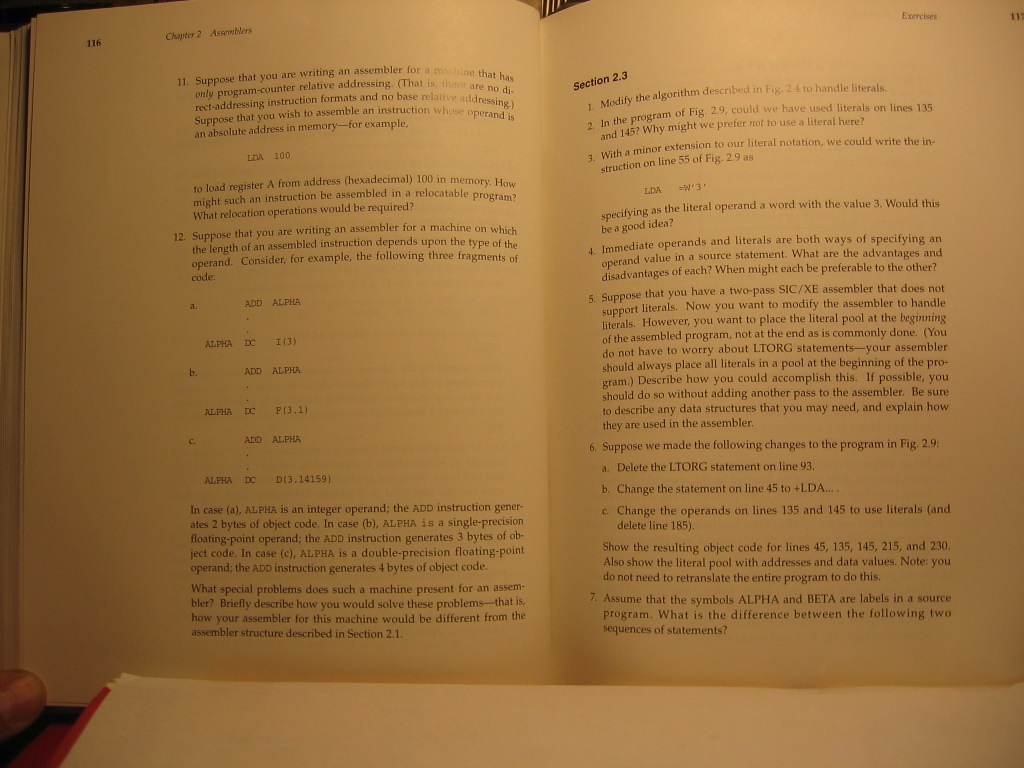 116
Chapter 2 Assemblers
11. Suppose that you are writing an assembler for a machine that has
only program-counter relative addressing. (That is, there are no di-
rect-addressing instruction formats and no base relative addressing.)
Suppose that you wish to assemble an instruction whose operand is
an absolute address in memory—for example,
LDA 100
to load register A from address (hexadecimal) 100 in memory. How
might such an instruction be assembled in a relocatable program?
What relocation operations would be required?
12. Suppose that you are writing an assembler for a machine on which
the length of an assembled instruction depends upon the type of the
operand. Consider, for example, the following three fragments of
code:
a. ADD ALPHA
.
.
ALPHA DC I(3)
b. ADD ALPHA
.
.
ALPHA DC F(3.1)
c. ADD ALPHA
.
.
ALPHA DC D(3.14159)
In case (a), ALPHA is an integer operand; the ADD instruction gener-
ates 2 bytes of object code. In case (b), ALPHA is a single-precision
floating-point operand; the ADD instruction generates 3 bytes of ob-
ject code. In case (c), ALPHA is a double-precision floating-point
operand; the ADD instruction generates 4 bytes of object code.
What special problems does such a machine present for an assem-
bler? Briefly describe how you would solve these problems—that is,
how your assembler for this machine would be different from the
assembler structure described in Section 2.1.
Exercises
117
Section 2.3
1. Modify the algorithm described in Fig. 2.4 to handle literals.
2. In the program of Fig. 2.9, could we have used literals on lines 135
and 145? Why might we prefer not to use a literal here?
3. With a minor extension to our literal notation, we could write the in-
struction on line 55 of Fig. 2.9 as
LDA =W'3'
specifying as the literal operand a word with the value 3. Would this
be a good idea?
4. Immediate operands and literals are both ways of specifying an
operand value in a source statement. What are the advantages and
disadvantages of each? When might each be preferable to the other?
5. Suppose that you have a two-pass SIC/XE assembler that does not
support literals. Now you want to modify the assembler to handle
literals. However, you want to place the literal pool at the beginning
of the assembled program, not at the end as is commonly done. (You
do not have to worry about LTORG statements—your assembler
should always place all literals in a pool at the beginning of the pro-
gram.) Describe how you could accomplish this. If possible, you
should do so without adding another pass to the assembler. Be sure
to describe any data structures that you may need, and explain how
they are used in the assembler.
6. Suppose we made the following changes to the program in Fig. 2.9:
a. Delete the LTORG statement on line 93.
b. Change the statement on line 45 to +LDA... .
c. Change the operands on lines 135 and 145 to use literals (and
delete line 185).
Show the resulting object code for lines 45, 135, 145, 215, and 230.
Also show the literal pool with addresses and data values. Note: you
do not need to retranslate the entire program to do this.
7. Assume that the symbols ALPHA and BETA are labels in a source
program. What is the difference between the following two
sequences of statements?